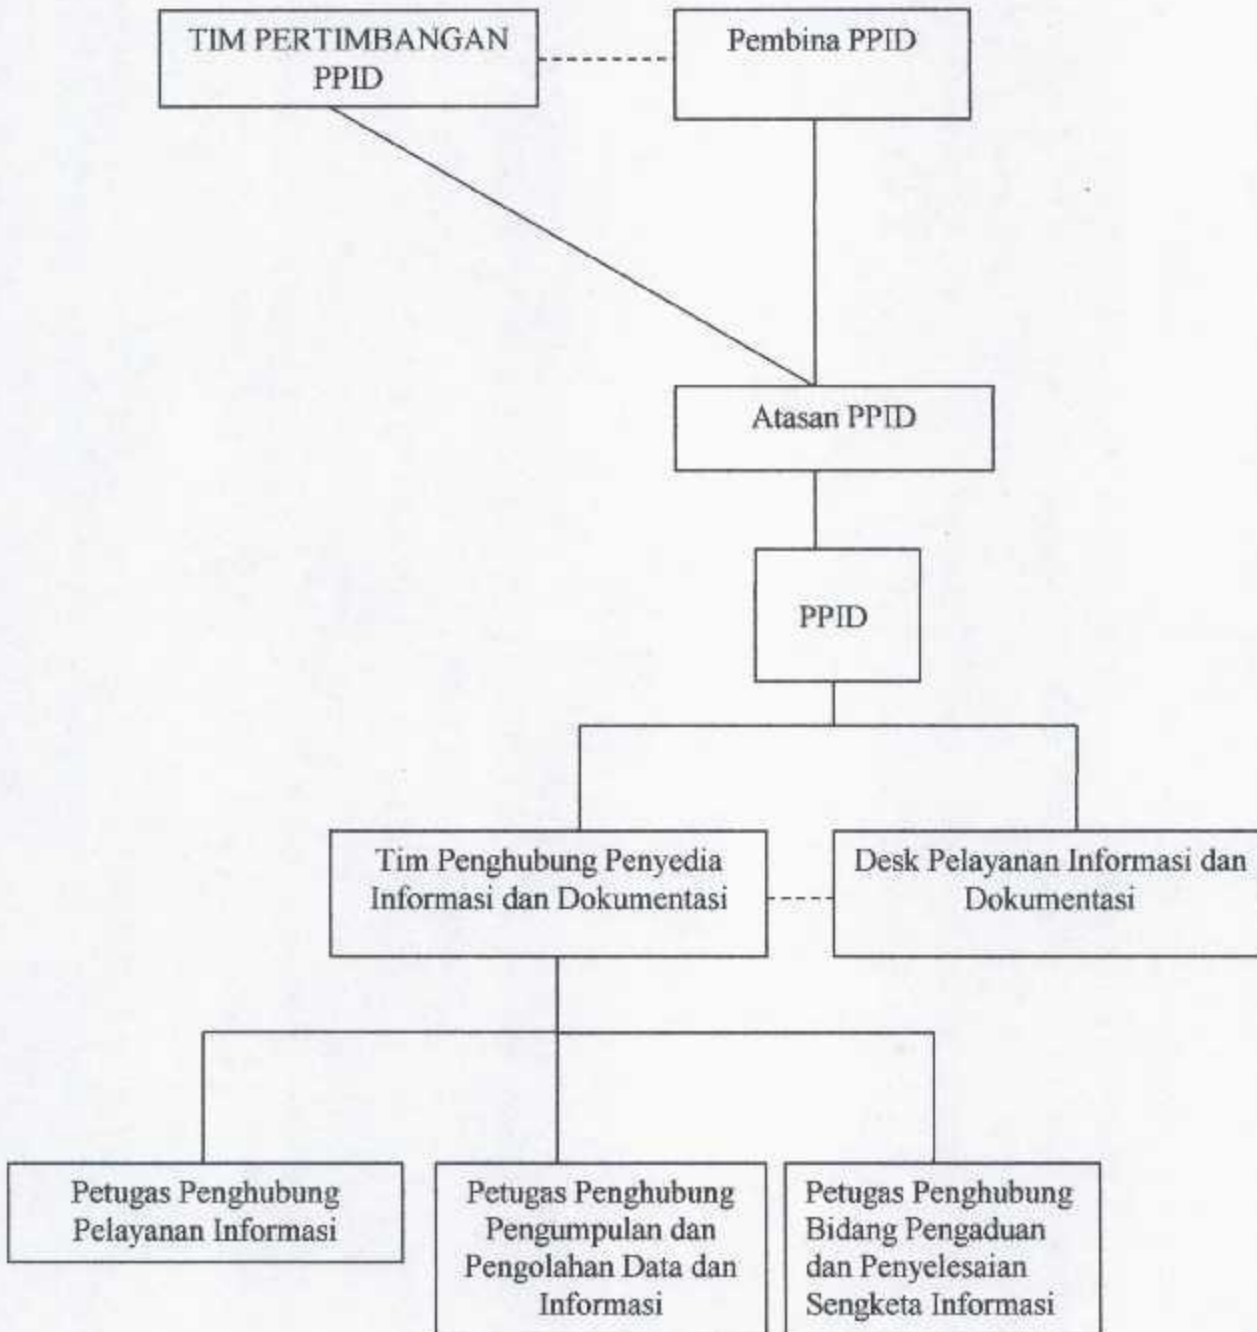 TIM PERTIMBANGAN
PPID
Pembina PPID
Atasan PPID
PPID
Tim Penghubung Penyedia
Informasi dan Dokumentasi
Desk Pelayanan Informasi dan
Dokumentasi
Petugas Penghubung
Pelayanan Informasi
Petugas Penghubung
Pengumpulan dan
Pengolahan Data dan
Informasi
Petugas Penghubung
Bidang Pengaduan
dan Penyelesaian
Sengketa Informasi